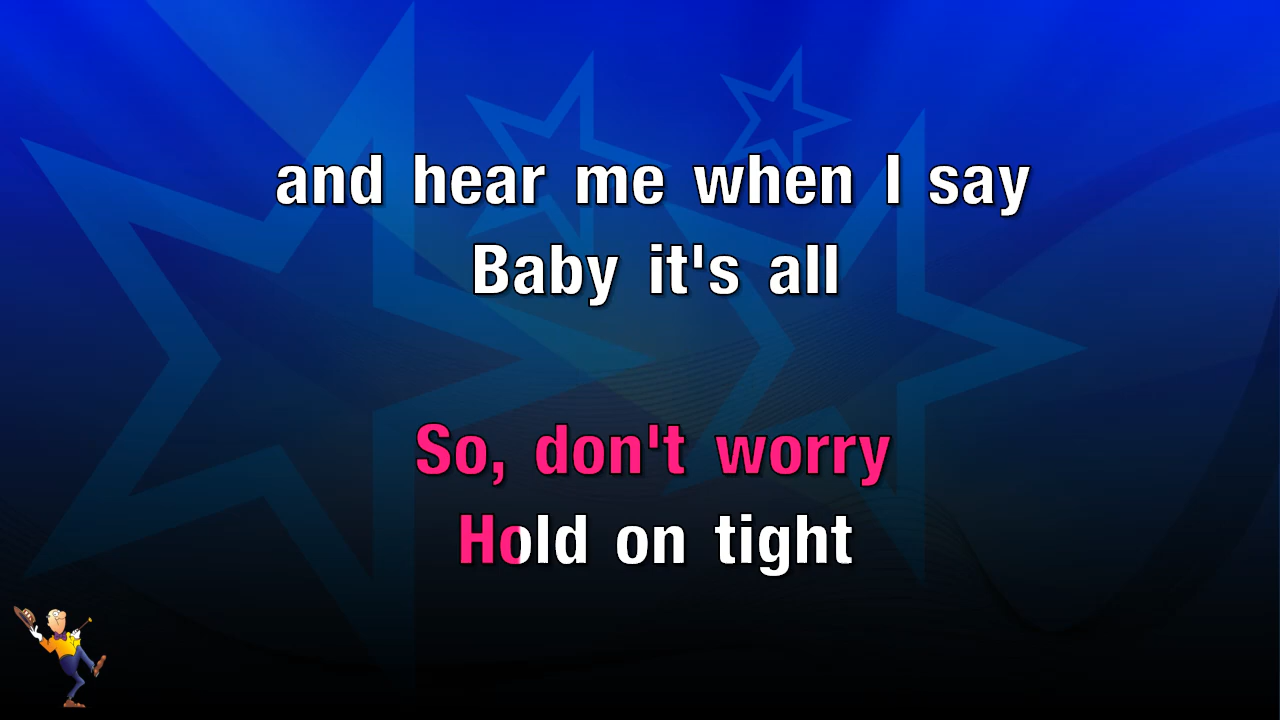 and hear me when I say
Baby it's all
So, don't worry
Hold on tight